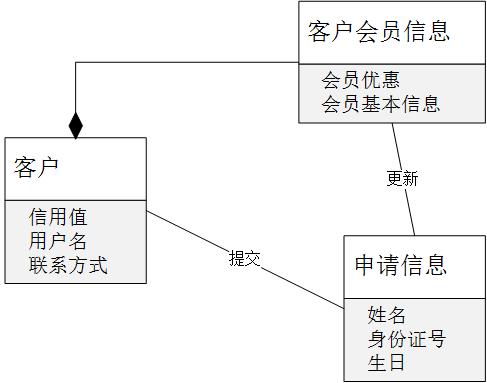 客户会员信息
会员优惠
会员基本信息
客户
信用值
用户名
联系方式
更新
提交
申请信息
姓名
身份证号
生日